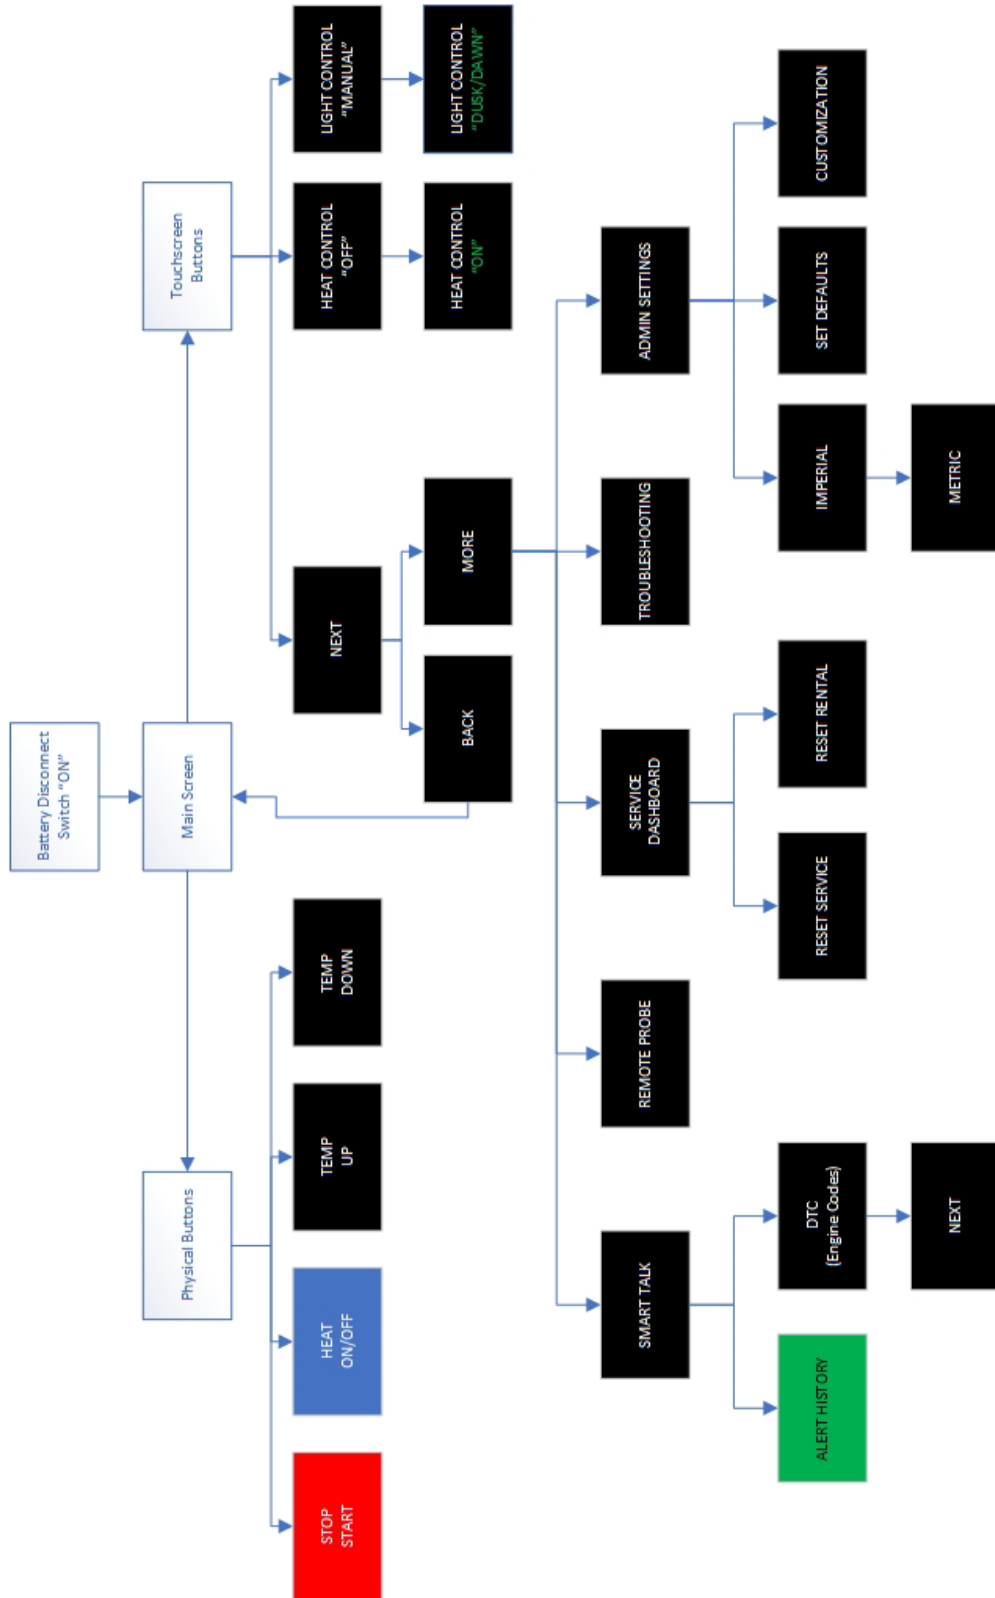 Battery Disconnect
Switch "ON"
Physical Buttons
Main Screen
Touchscreen
Buttons
STOP
START
HEAT
ON/OFF
TEMP
UP
TEMP
DOWN
NEXT
HEAT CONTROL
"OFF"
LIGHT CONTROL
"MANUAL"
BACK
MORE
HEAT CONTROL
"ON"
LIGHT CONTROL
"DUSK/DAWN"
SMART TALK
REMOTE PROBE
SERVICE
DASHBOARD
TROUBLESHOOTING
ADMIN SETTINGS
ALERT HISTORY
DTC
(Engine Codes)
RESET SERVICE
RESET RENTAL
IMPERIAL
SET DEFAULTS
CUSTOMIZATION
NEXT
METRIC